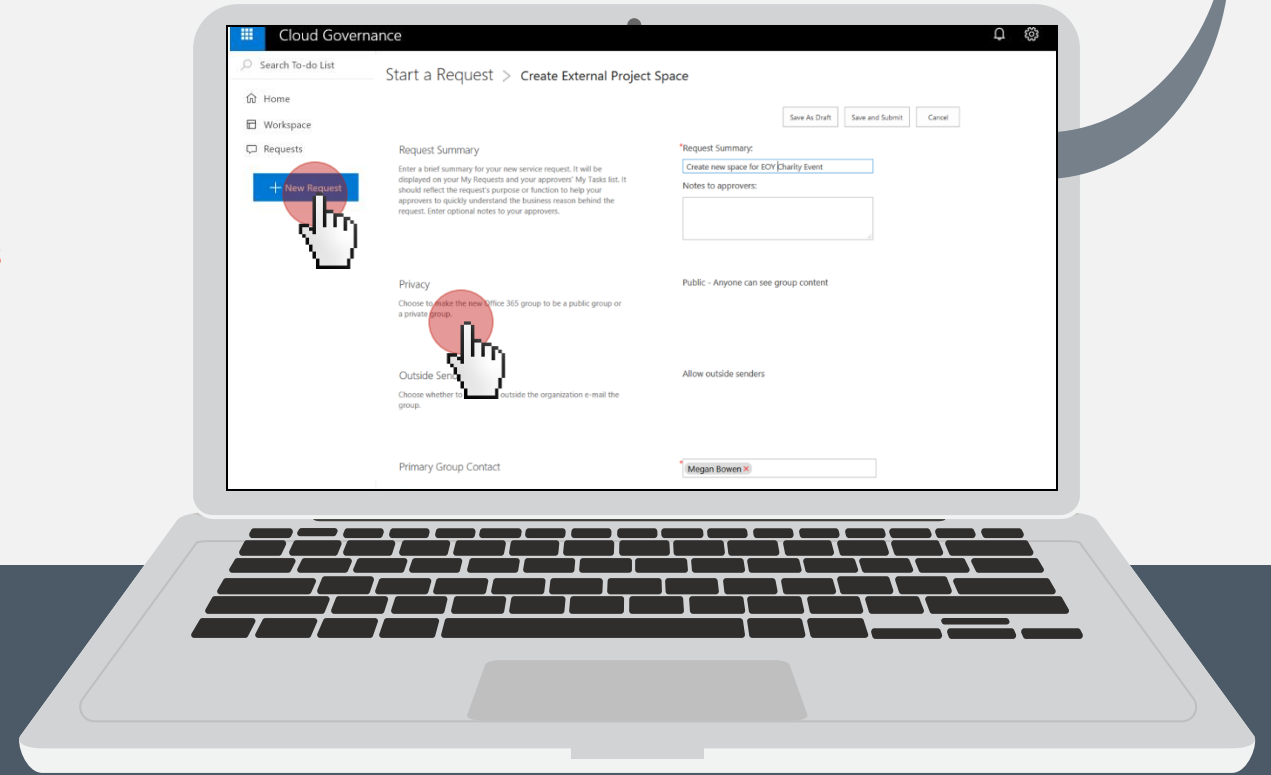 Cloud Governance
Search To-do List
Start a Request > Create External Project Space
Home
Workspace
Requests
+ New Request
Save As Draft
Save and Submit
Cancel
Request Summary
Enter a brief summary for your new service request. It will be
displayed on your My Requests and your approvers' My Tasks list. It
should reflect the request's purpose or function to help your
approvers to quickly understand the business reason behind the
request. Enter optional notes to your approvers.
*Request Summary:
Create new space for EOY Charity Event
Notes to approvers:
Privacy
Choose to make the new Office 365 group to be a public group or
a private group.
Public - Anyone can see group content
Outside Sen
Choose whether to outside the organization e-mail the
group.
Allow outside senders
Primary Group Contact
* Megan Bowen ×